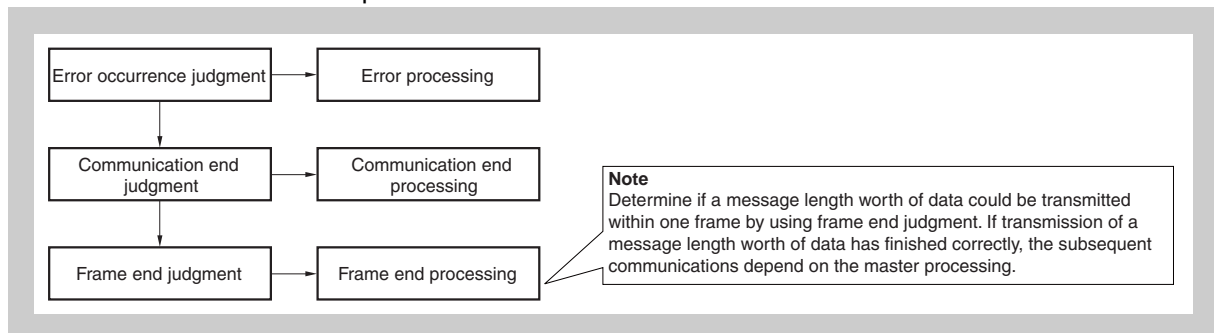 Error occurrence judgment
Error processing
Communication end
judgment
Communication end
processing
Note
Determine if a message length worth of data could be transmitted
within one frame by using frame end judgment. If transmission of a
message length worth of data has finished correctly, the subsequent
communications depend on the master processing.
Frame end judgment
Frame end processing